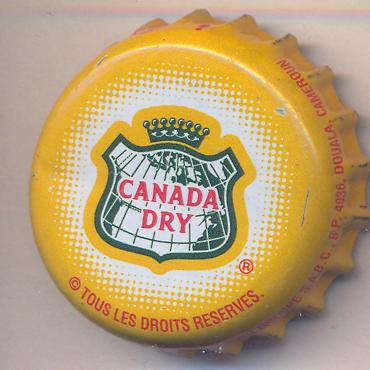 CANADA
DRY
®
© TOUS LES DROITS RESERVES.
S.A.B.C. B.P. 4036, DOUALA, CAMEROUN